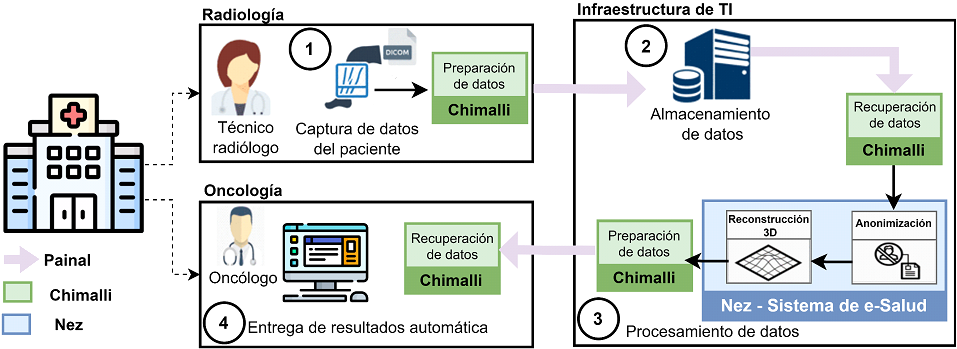 Radiología
1
DICOM
Técnico
radiólogo
Captura de datos
del paciente
Preparación
de datos
Chimalli
Infraestructura de TI
2
Almacenamiento
de datos
Recuperación
de datos
Chimalli
Reconstrucción
3D
Anonimización
Nez - Sistema de e-Salud
Preparación
de datos
Chimalli
3
Procesamiento de datos
Oncología
Oncólogo
Recuperación
de datos
Chimalli
4
Entrega de resultados automática
Painal
Chimalli
Nez